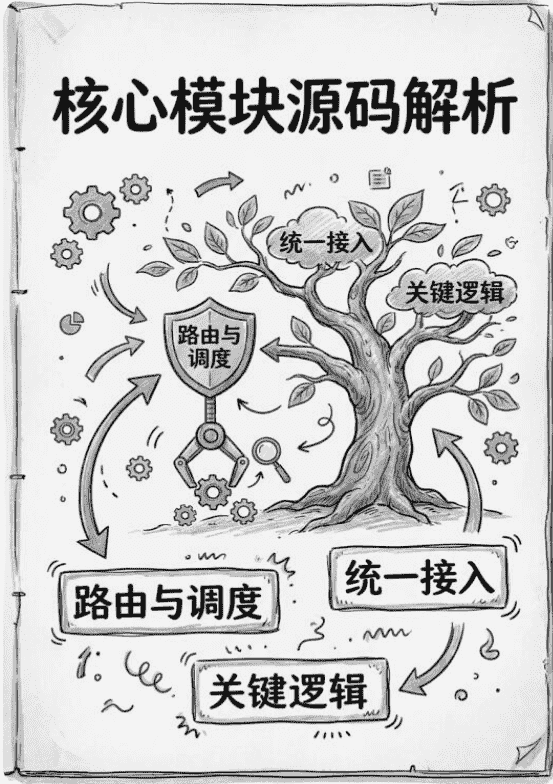 核心模块源码解析
统一接入
关键逻辑
路由与
调度
统一接入
路由与调度
关键逻辑